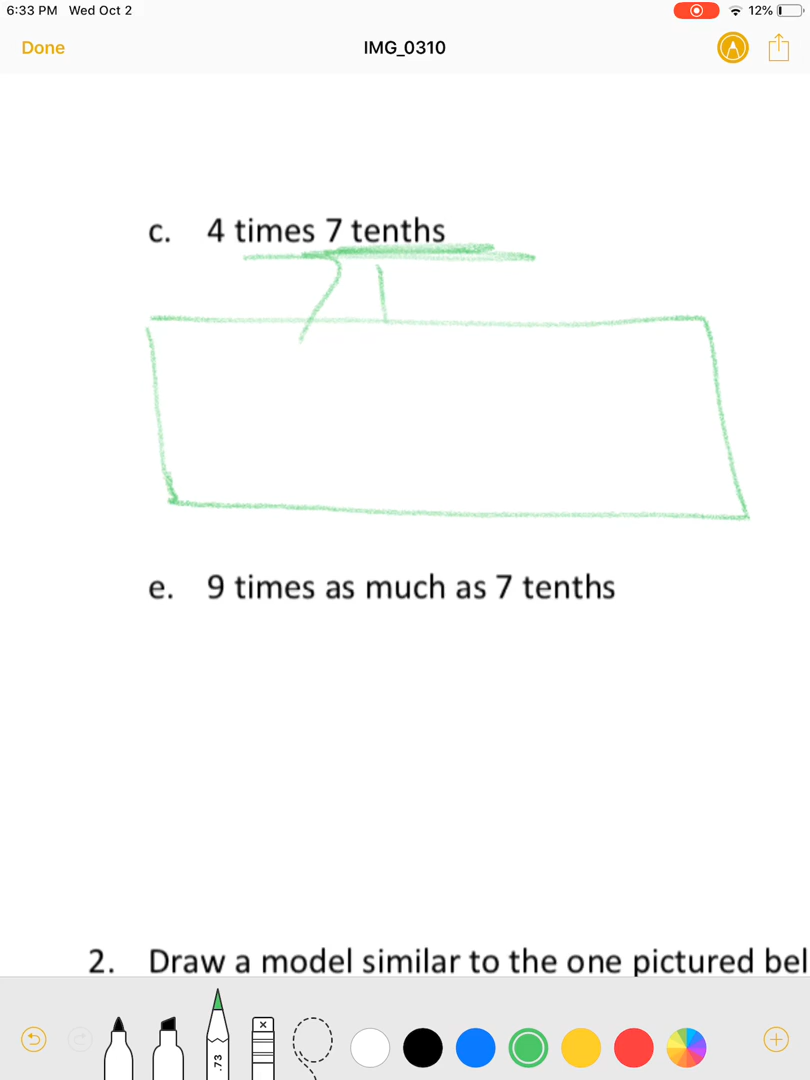 6:33 PM Wed Oct 2 12%
Done IMG_0310
c. 4 times 7 tenths
e. 9 times as much as 7 tenths
2. Draw a model similar to the one pictured bel
.73